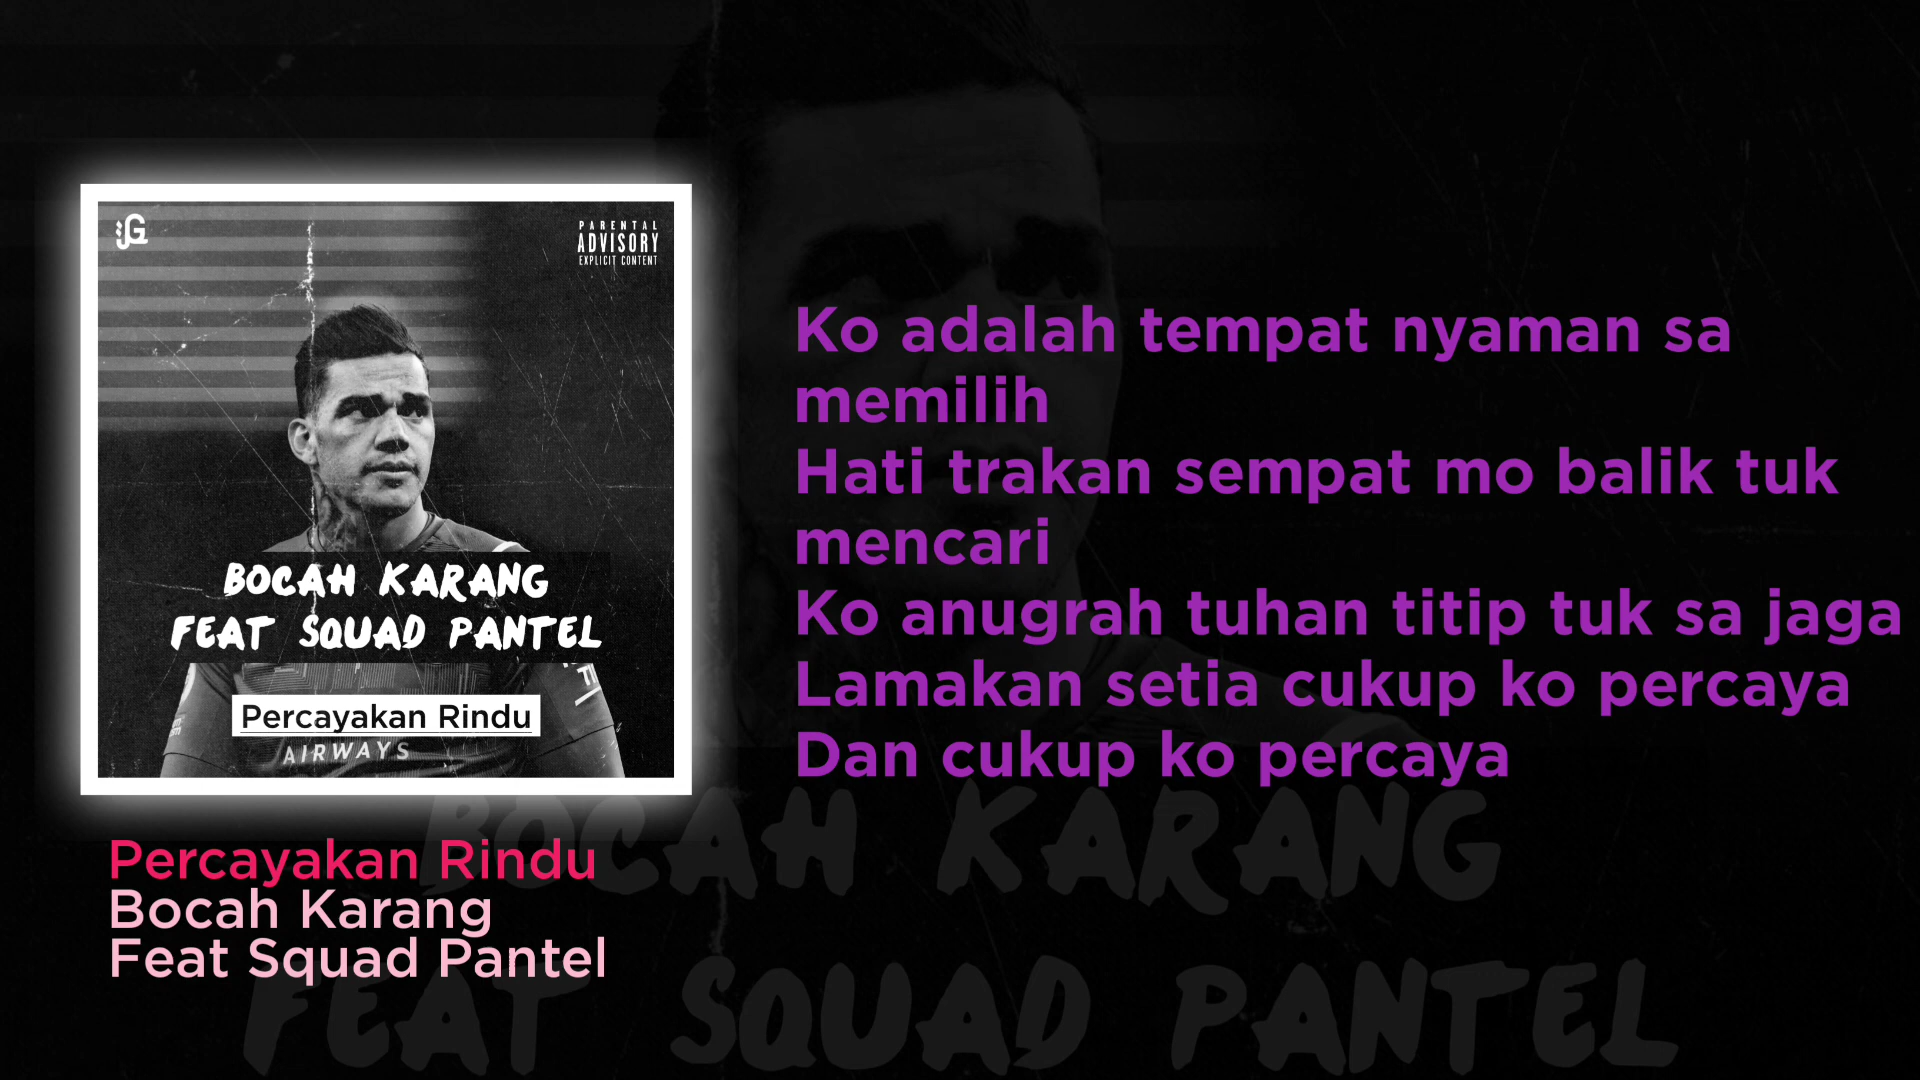 JG
PARENTAL
ADVISORY
EXPLICIT CONTENT
BOCAH KARANG
FEAT SQUAD PANTEL
Percayakan Rindu
AIRWAYS
Percayakan Rindu
Bocah Karang
Feat Squad Pantel
Ko adalah tempat nyaman sa
memilih
Hati trakan sempat mo balik tuk
mencari
Ko anugrah tuhan titip tuk sa jaga
Lamakan setia cukup ko percaya
Dan cukup ko percaya
BOCAH KARANG
FEAT SQUAD PANTEL